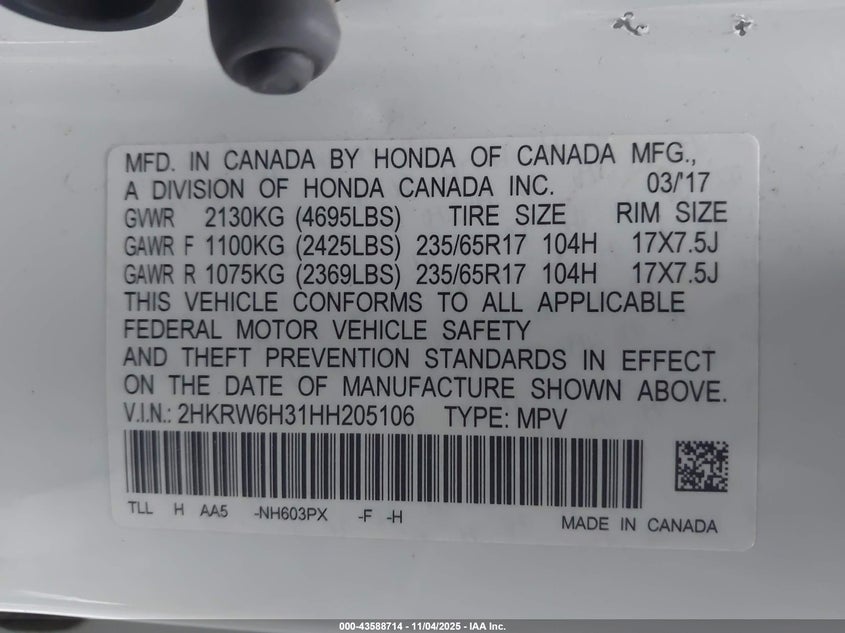 MFD. IN CANADA BY HONDA OF CANADA MFG.,
A DIVISION OF HONDA CANADA INC. 03/'17
GVWR 2130KG (4695LBS) TIRE SIZE RIM SIZE
GAWR F 1100KG (2425LBS) 235/65R17 104H 17X7.5J
GAWR R 1075KG (2369LBS) 235/65R17 104H 17X7.5J
THIS VEHICLE CONFORMS TO ALL APPLICABLE
FEDERAL MOTOR VEHICLE SAFETY
AND THEFT PREVENTION STANDARDS IN EFFECT
ON THE DATE OF MANUFACTURE SHOWN ABOVE.
V.I.N.: 2HKRW6H31HH205106 TYPE: MPV
TLL H AA5 -NH603PX -F -H
MADE IN CANADA
000-43588714 - 11/04/2025 - IAA Inc.